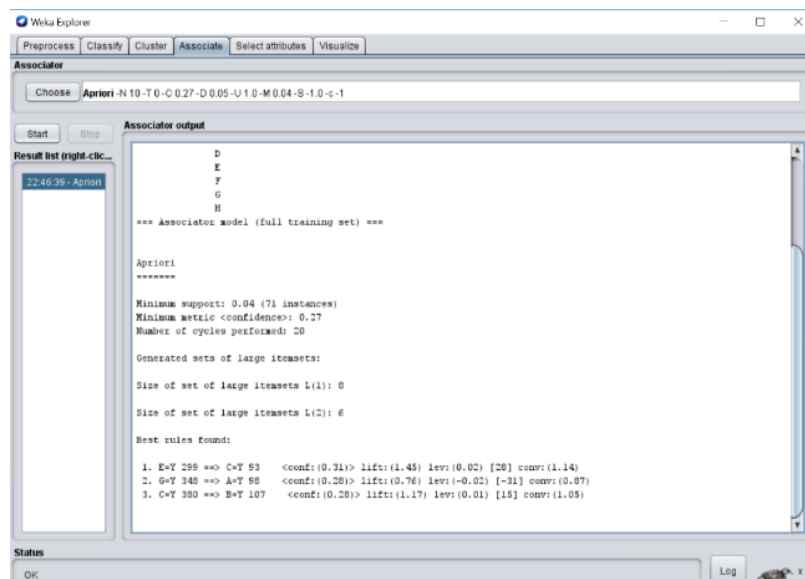 Weka Explorer
Preprocess Classify Cluster Associate Select attributes Visualize
Associator
Choose Apriori -N 10 -T 0 -C 0.27 -D 0.05 -U 1.0 -M 0.04 -S -1.0 -c -1
Start Stop
Associator output
Result list (right-clic...
22:46:39 - Apriori
D
E
F
G
H
=== Associator model (full training set) ===
Apriori
=======
Minimum support: 0.04 (71 instances)
Minimum metric <confidence>: 0.27
Number of cycles performed: 20
Generated sets of large itemsets:
Size of set of large itemsets L(1): 8
Size of set of large itemsets L(2): 6
Best rules found:
1. E=Y 299 ==> C=Y 93 <conf:(0.31)> lift:(1.45) lev:(0.02) [28] conv:(1.14)
2. G=Y 348 ==> A=Y 98 <conf:(0.28)> lift:(0.76) lev:(-0.02) [-31] conv:(0.87)
3. C=Y 380 ==> B=Y 107 <conf:(0.28)> lift:(1.17) lev:(0.01) [15] conv:(1.05)
Status
OK
Log
x